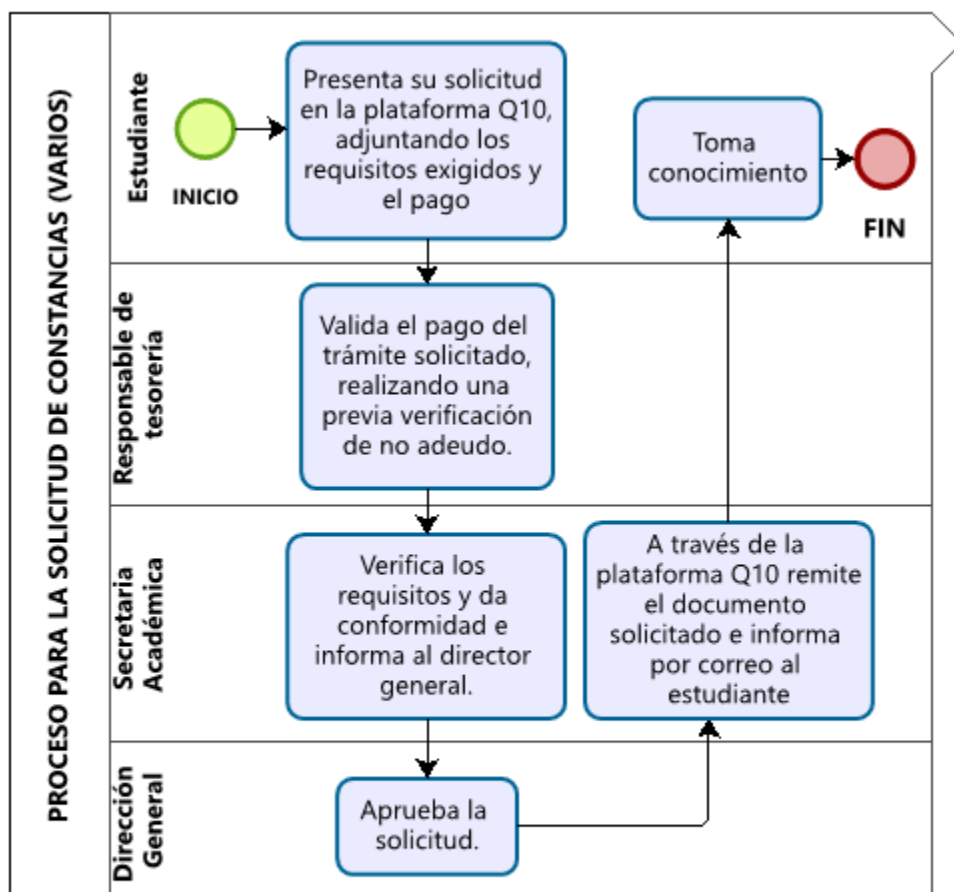 PROCESO PARA LA SOLICITUD DE CONSTANCIAS (VARIOS)
Estudiante
INICIO
Presenta su solicitud
en la plataforma Q10,
adjuntando los
requisitos exigidos y
el pago
Toma
conocimiento
FIN
Responsable de
tesorería
Valida el pago del
trámite solicitado,
realizando una
previa verificación
de no adeudo.
Secretaria
Académica
Verifica los
requisitos y da
conformidad e
informa al director
general.
A través de la
plataforma Q10 remite
el documento
solicitado e informa
por correo al
estudiante
Dirección
General
Aprueba la
solicitud.